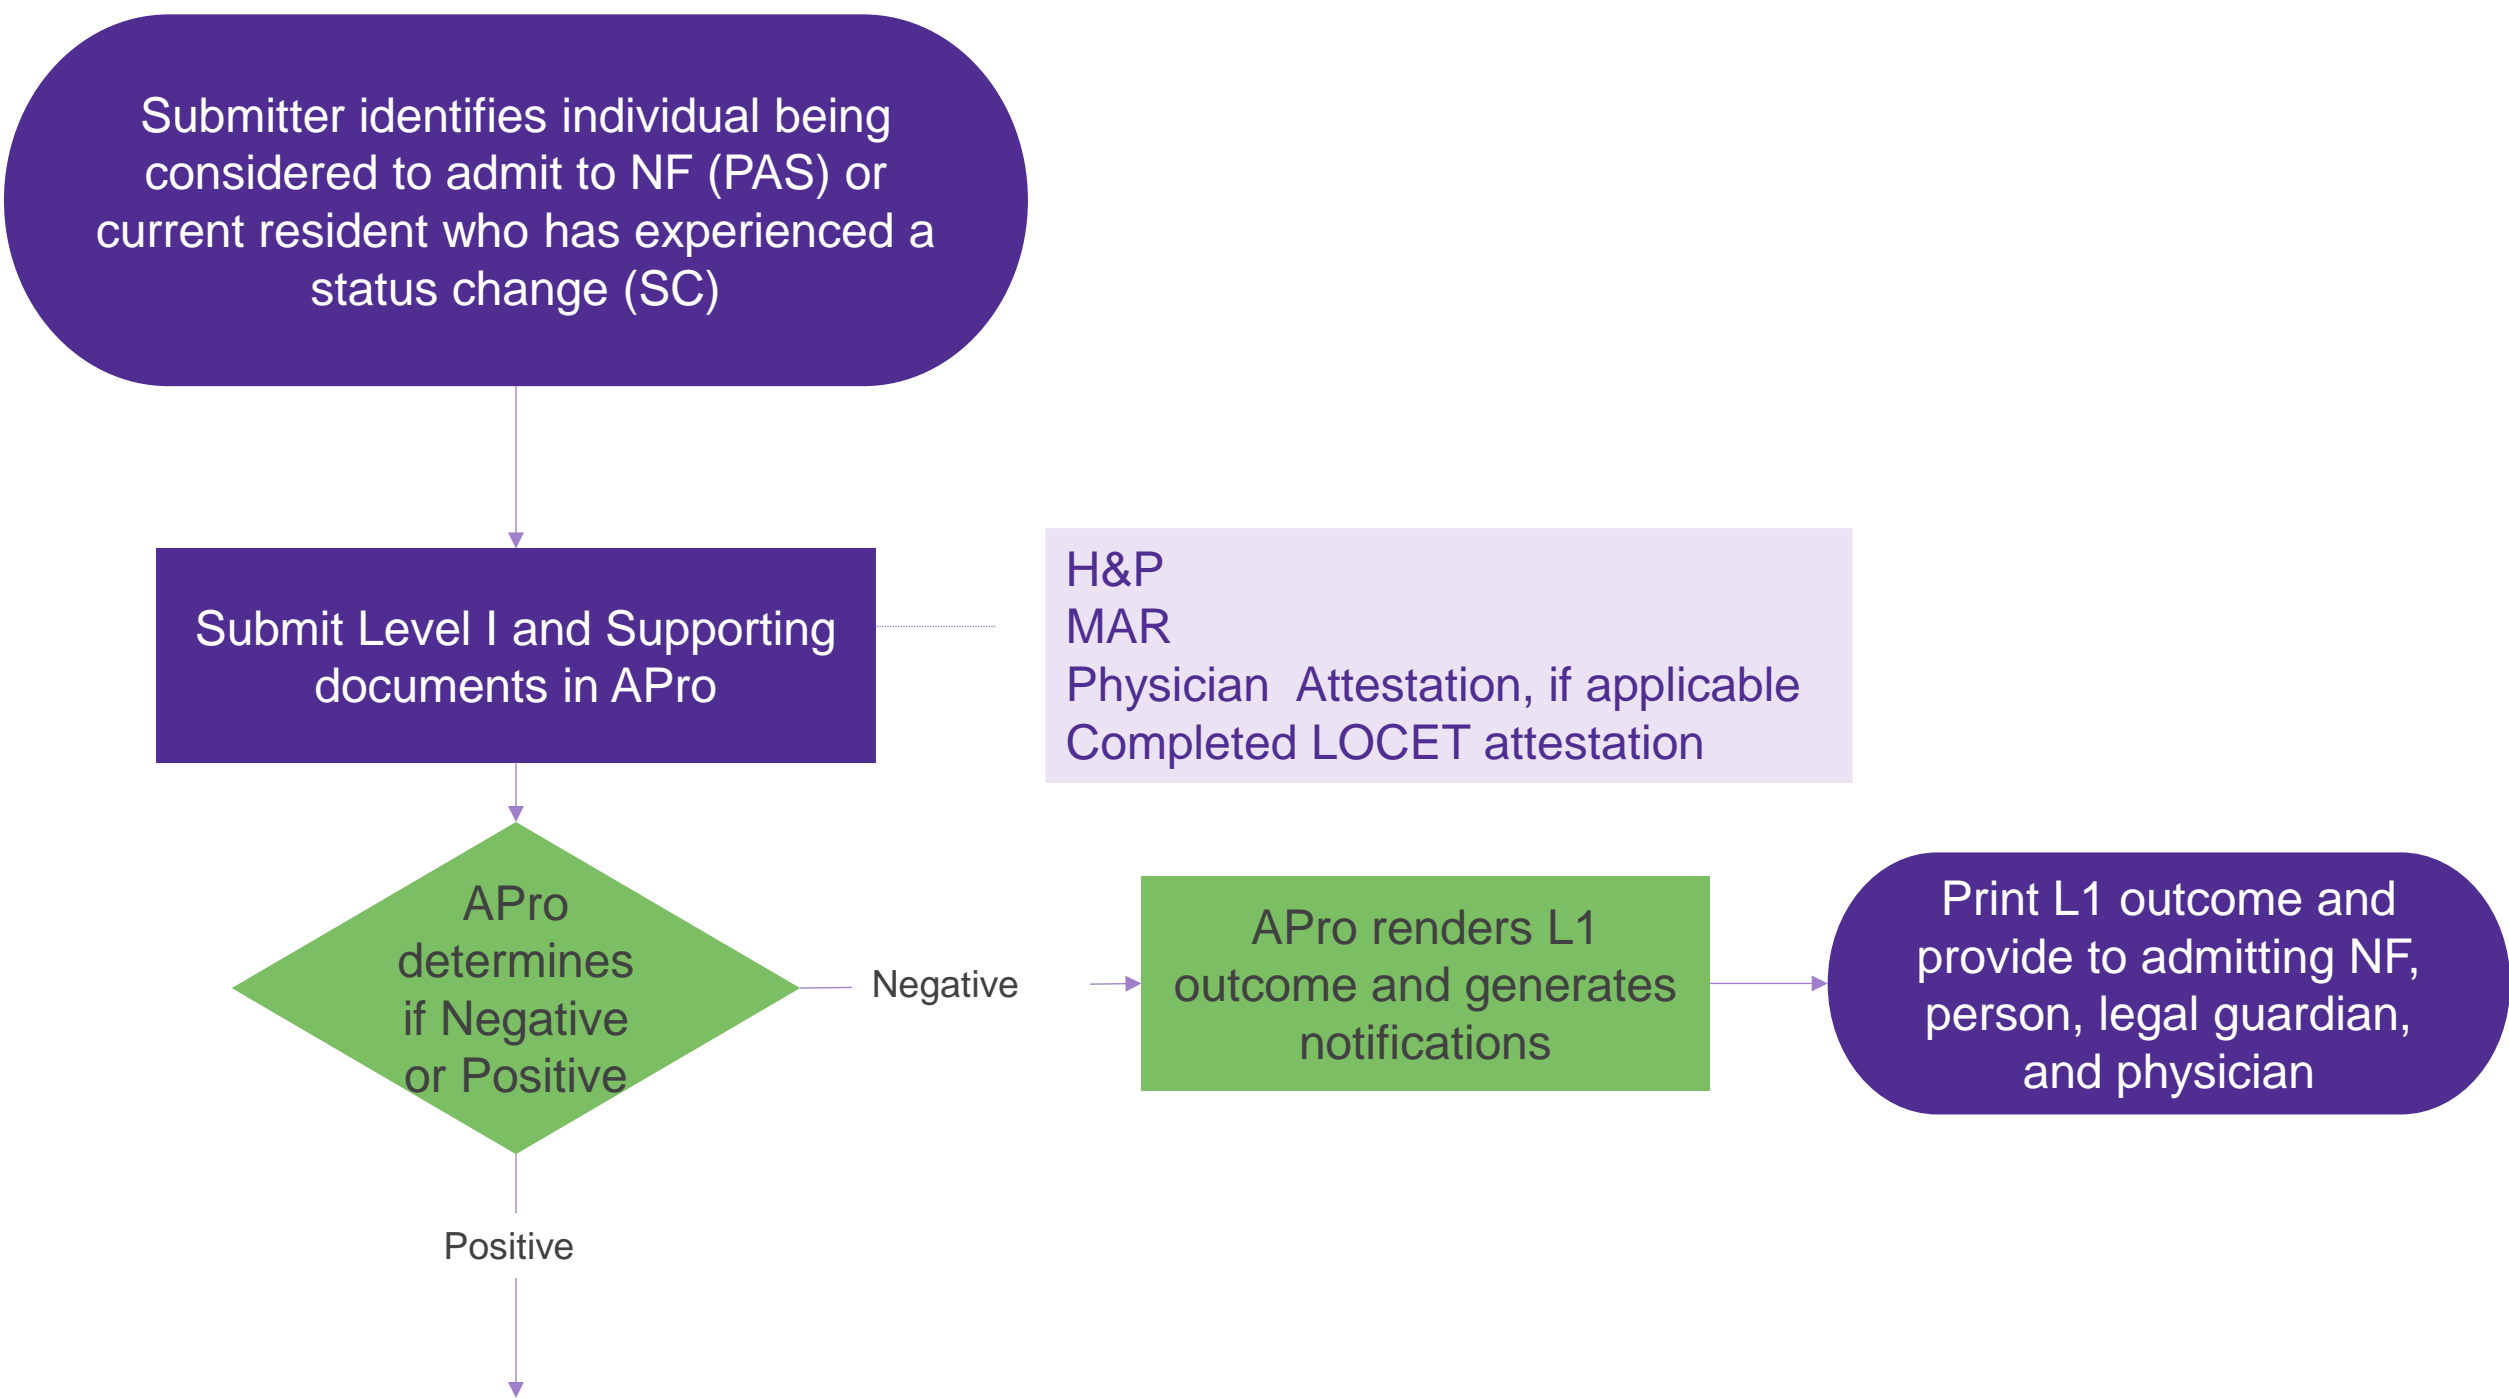 Submitter identifies individual being
considered to admit to NF (PAS) or
current resident who has experienced a
status change (SC)
Submit Level I and Supporting
documents in APro
H&P
MAR
Physician  Attestation, if applicable
Completed LOCET attestation
APro
determines
if Negative
or Positive
Negative
APro renders L1
outcome and generates
notifications
Print L1 outcome and
provide to admitting NF,
person, legal guardian,
and physician
Positive